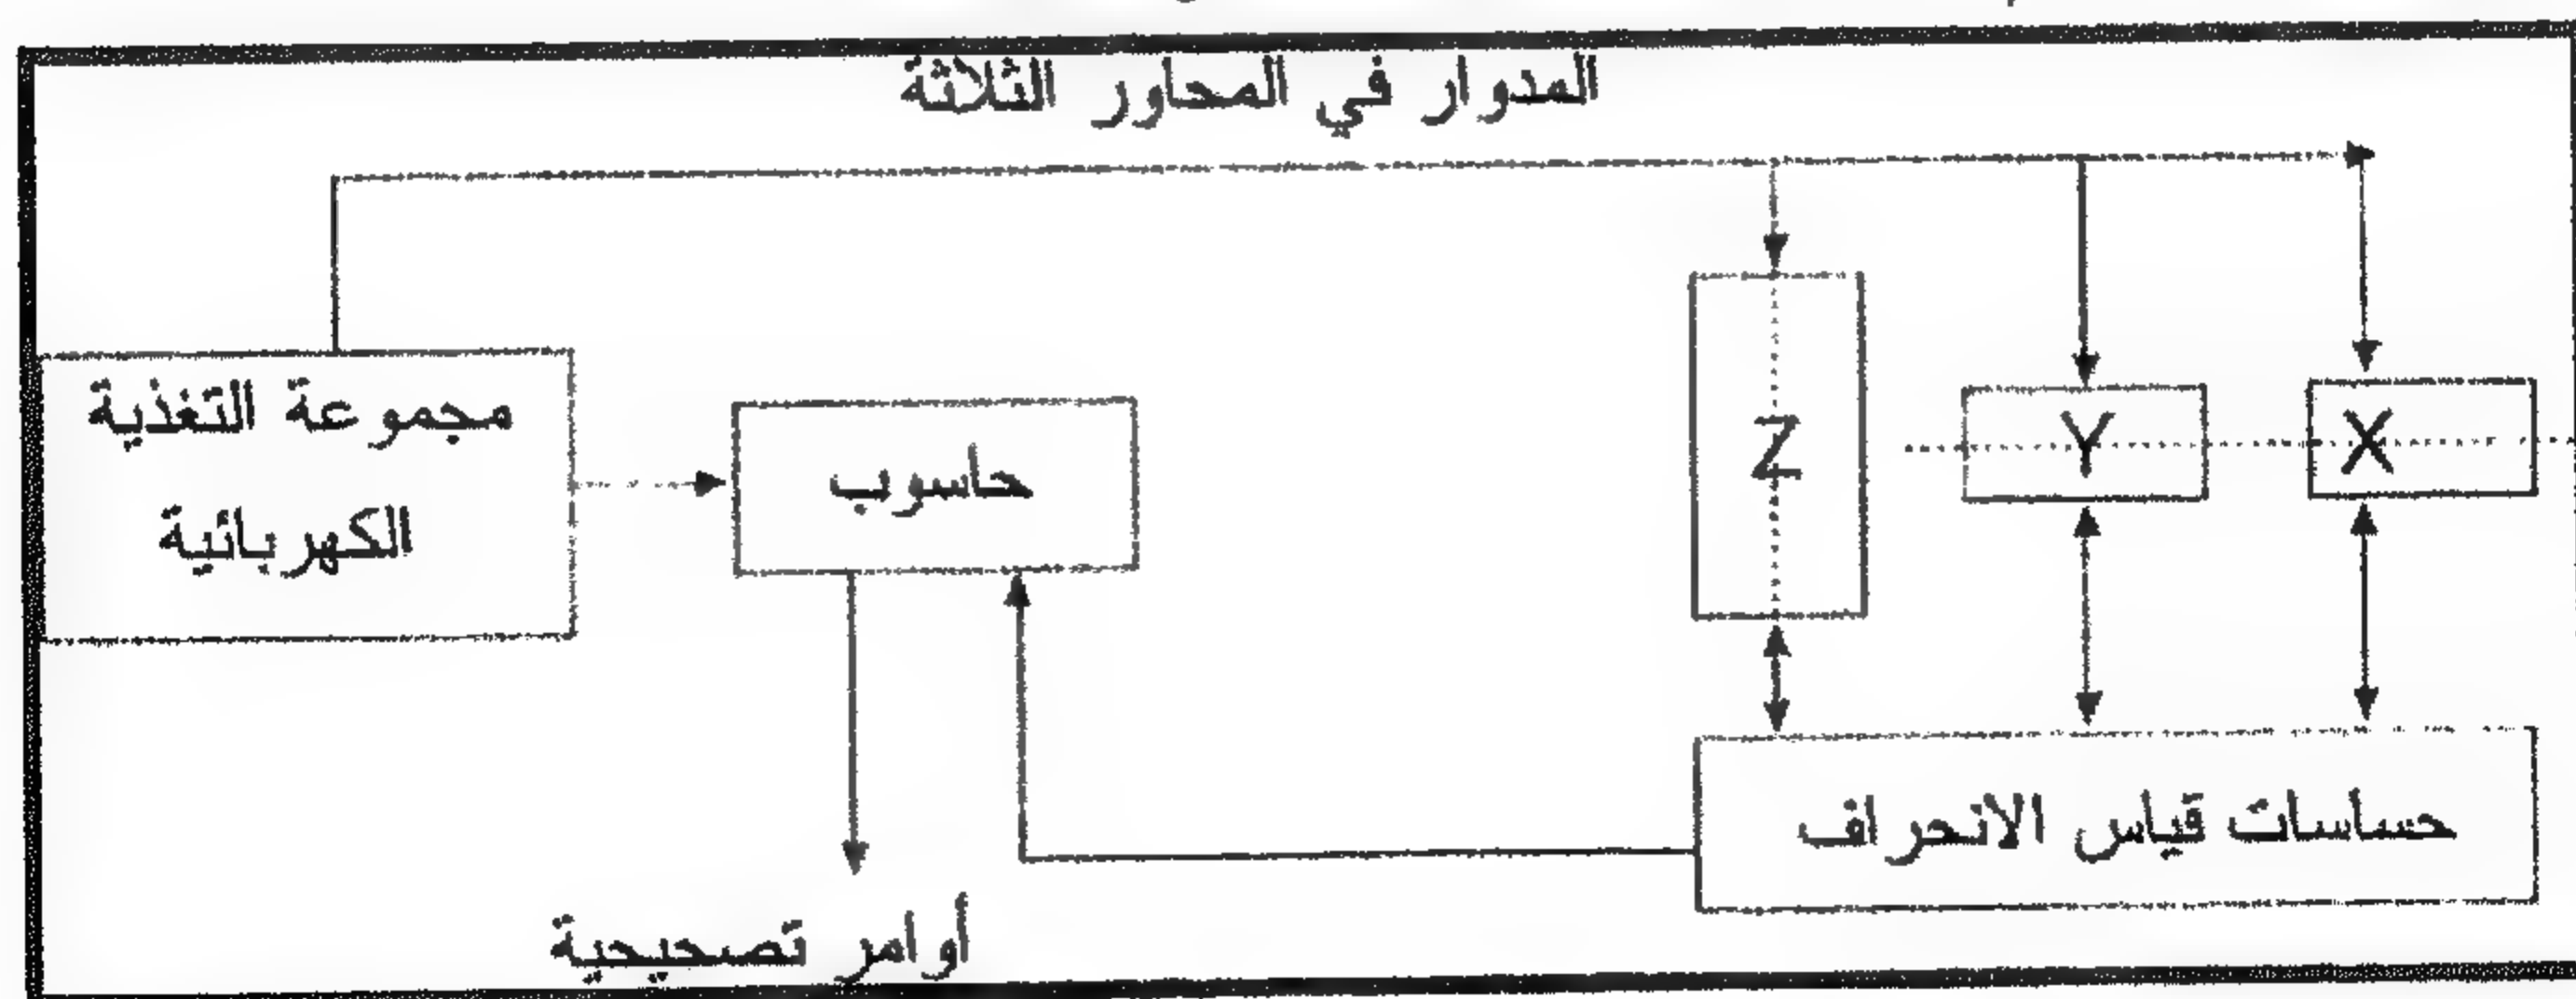 المدوار في المحاور الثلاثة
X
Y
Z
مجموعة التغذية
الكهربائية
حاسوب
حساسات قياس الانحراف
أوامر تصحيحية